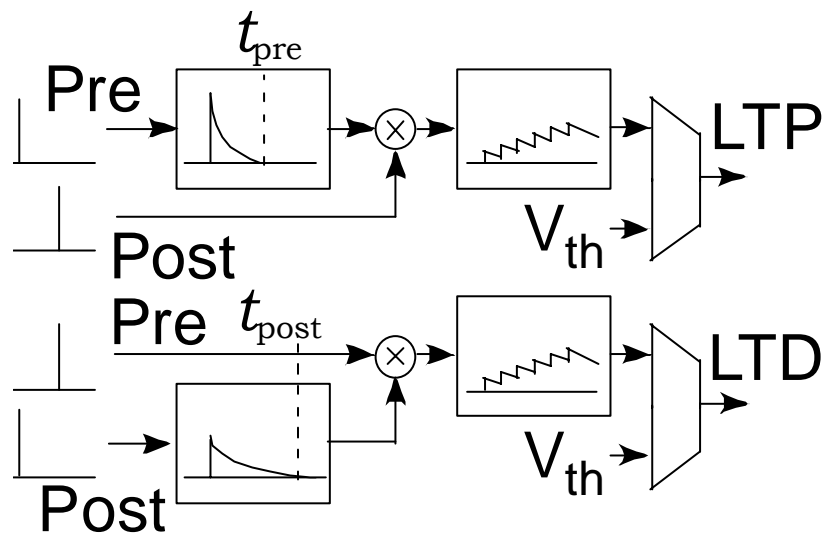 t_pre
Pre
LTP
V_th
Post
Pre
t_post
LTD
V_th
Post